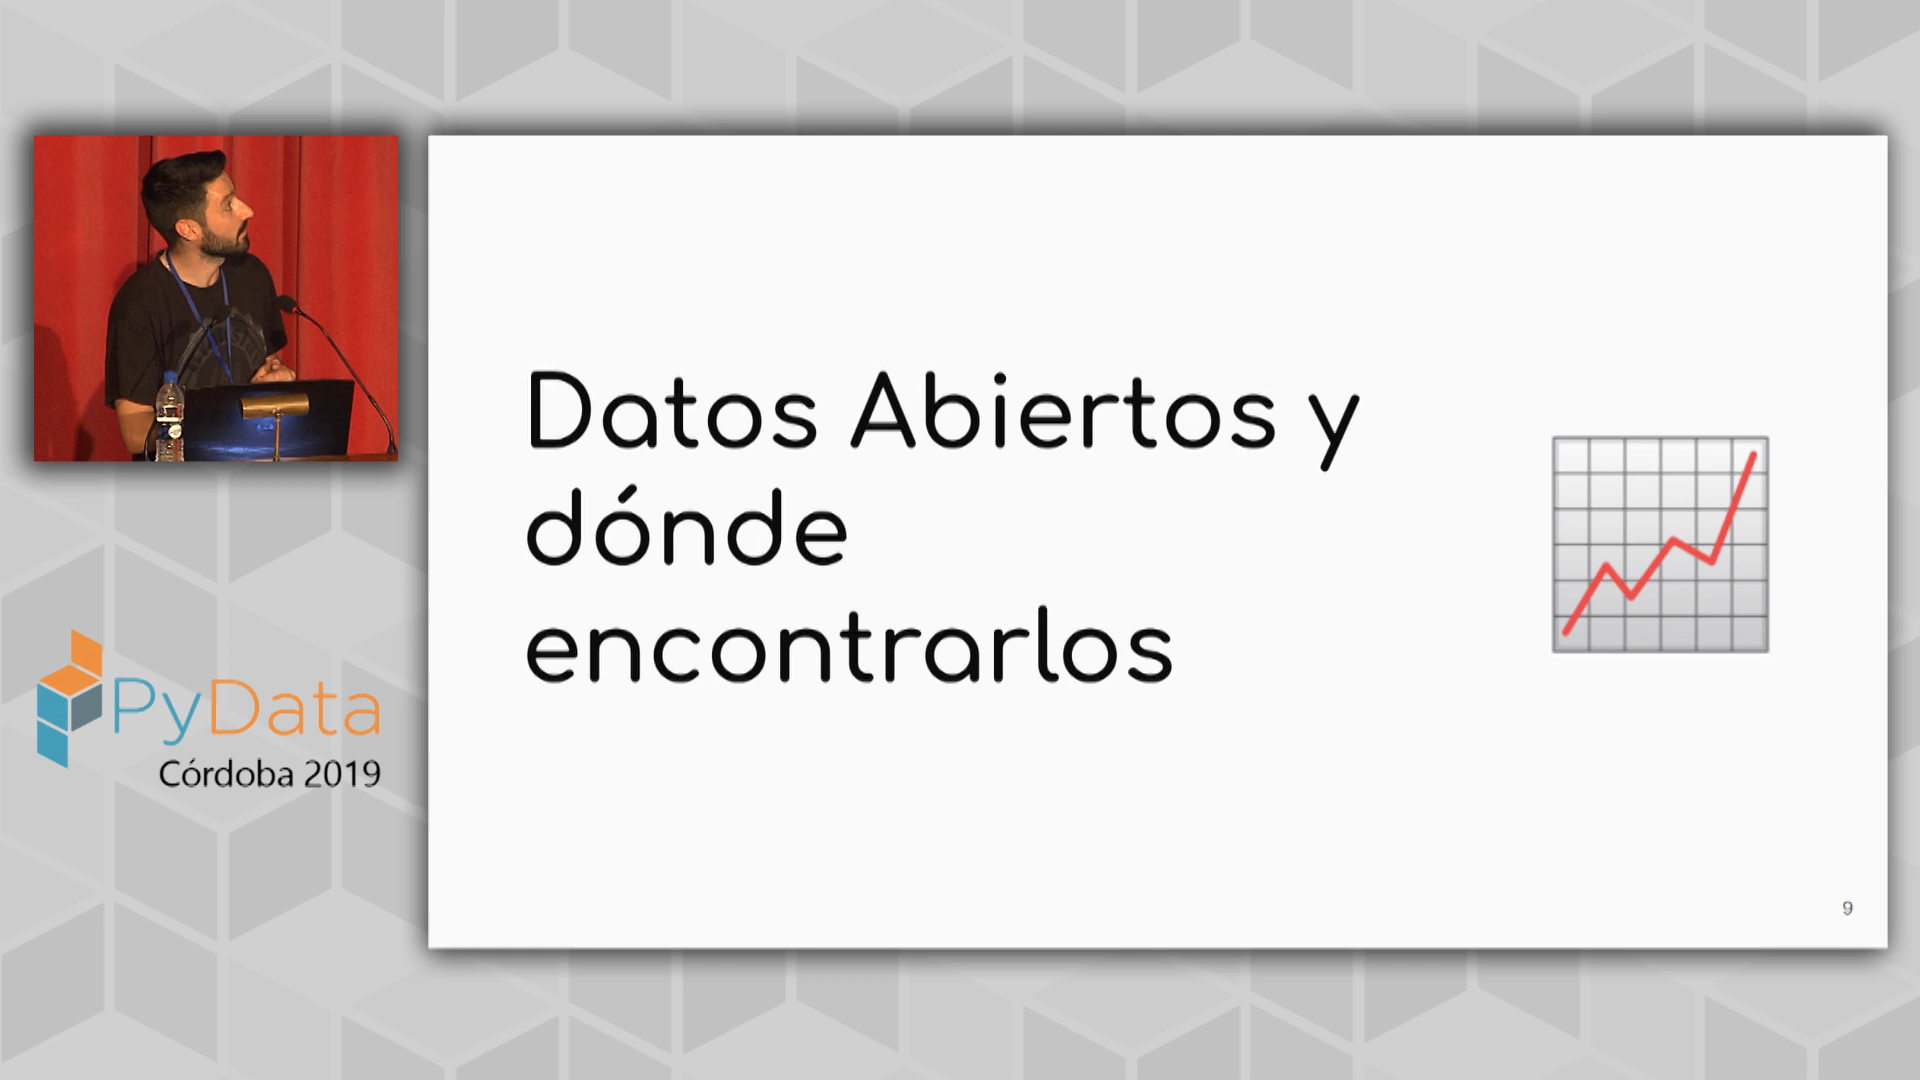 Datos Abiertos y
dónde
encontrarlos
9
PyData
Córdoba 2019